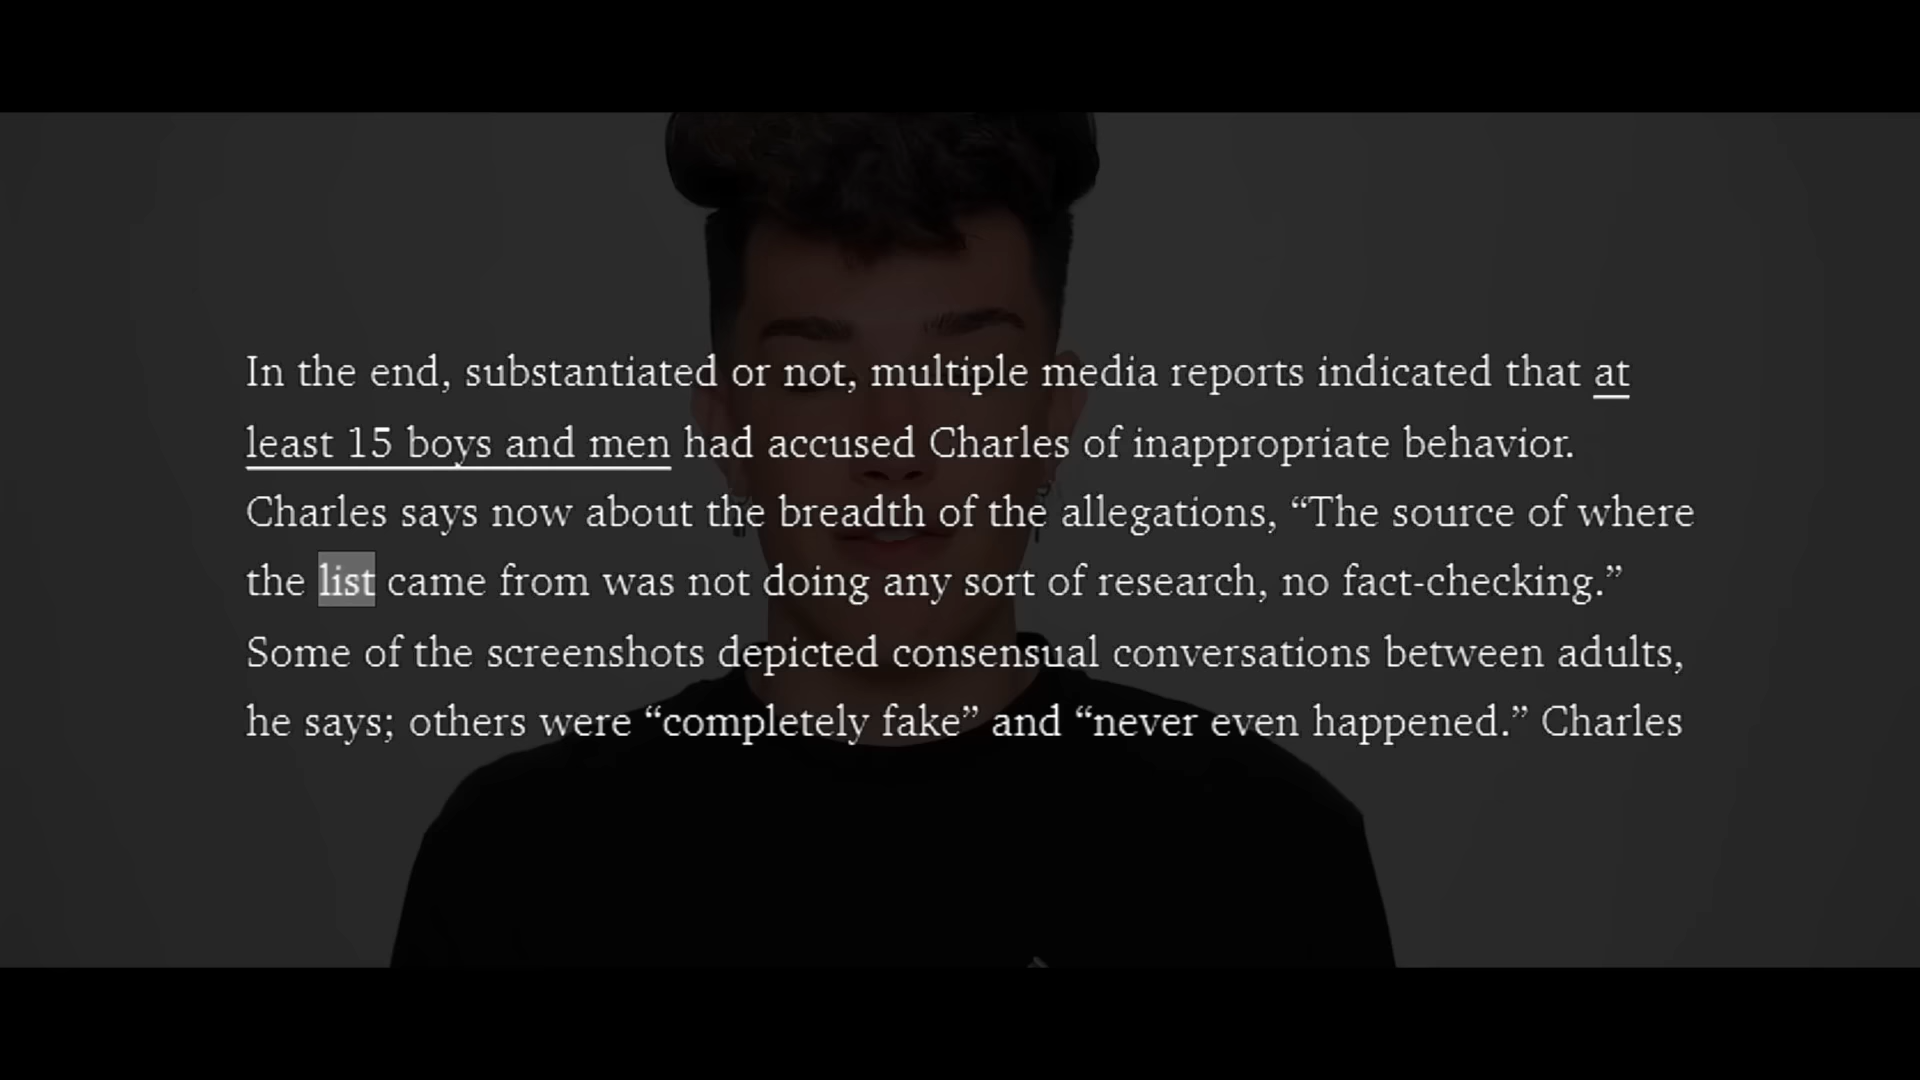 In the end, substantiated or not, multiple media reports indicated that at
least 15 boys and men had accused Charles of inappropriate behavior.
Charles says now about the breadth of the allegations, “The source of where
the list came from was not doing any sort of research, no fact-checking.”
Some of the screenshots depicted consensual conversations between adults,
he says; others were “completely fake” and “never even happened.” Charles